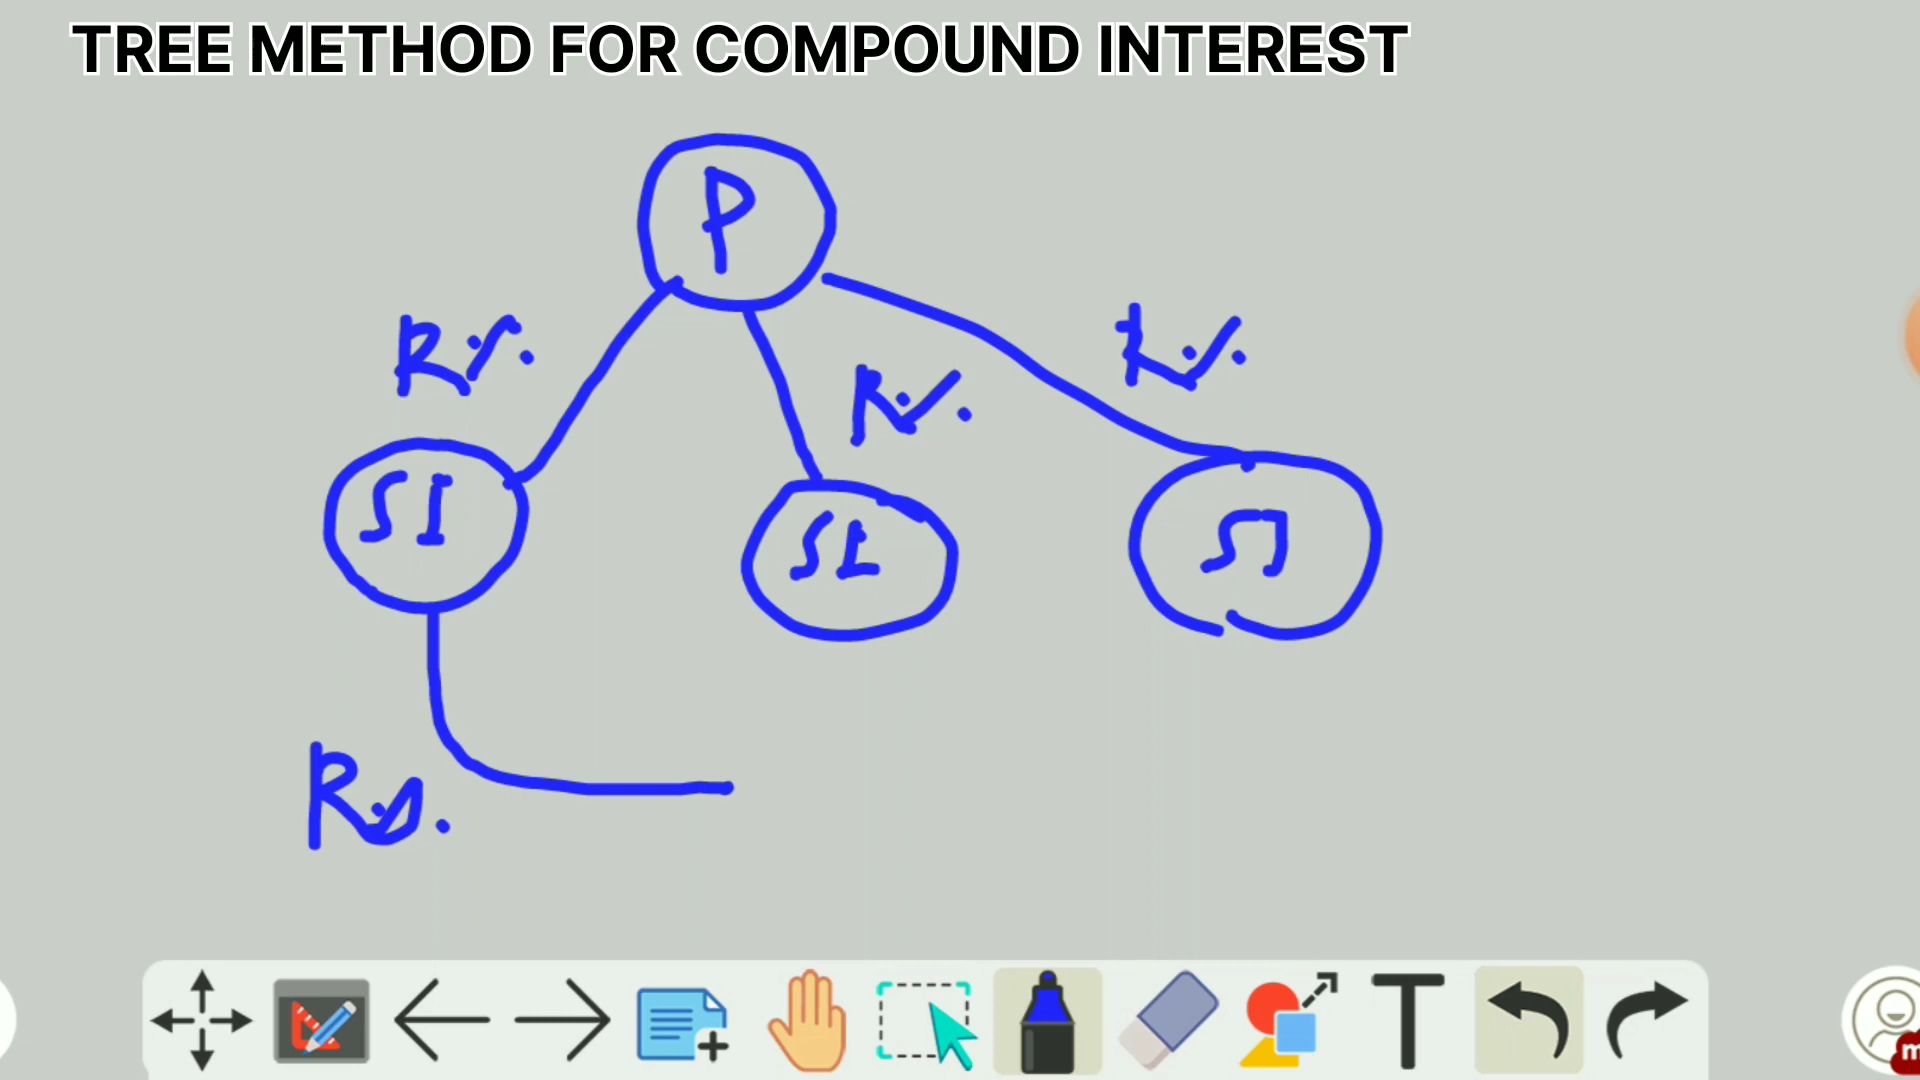 TREE METHOD FOR COMPOUND INTEREST
P
R%.
R%.
R%.
SI
SI
SI
R%.